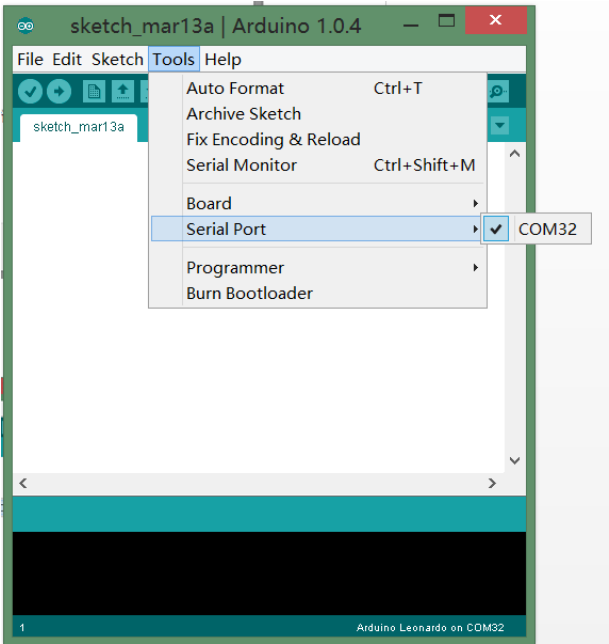 sketch_mar13a | Arduino 1.0.4
File Edit Sketch Tools Help
Auto Format Ctrl+T
sketch_mar13a
Archive Sketch
Fix Encoding & Reload
Serial Monitor Ctrl+Shift+M
Board
Serial Port
COM32
Programmer
Burn Bootloader
1 Arduino Leonardo on COM32